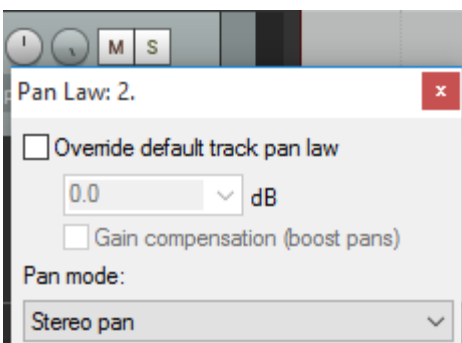 M S
Pan Law: 2.
x
Override default track pan law
0.0 dB
Gain compensation (boost pans)
Pan mode:
Stereo pan